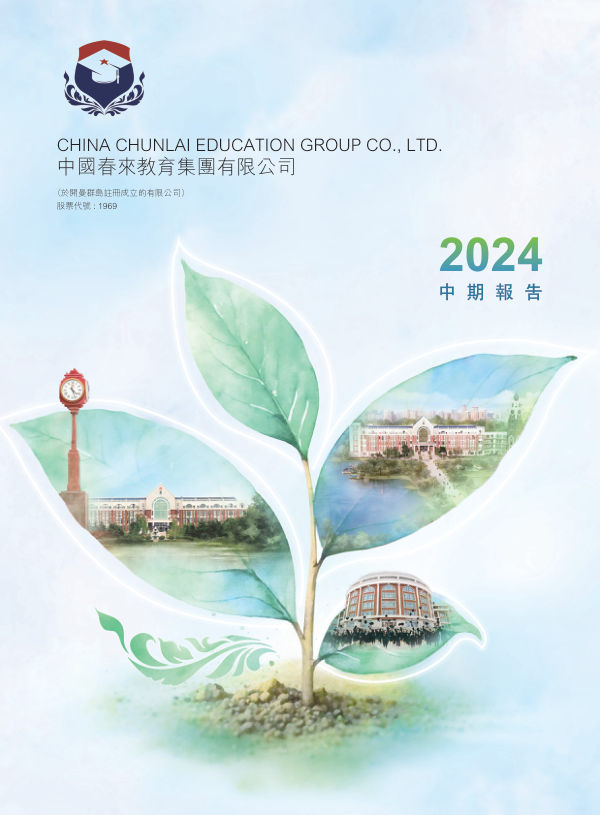 CHINA CHUNLAI EDUCATION GROUP CO., LTD.
中國春來教育集團有限公司
（於開曼群島註冊成立的有限公司）
股票代號 : 1969
2024
中期報告